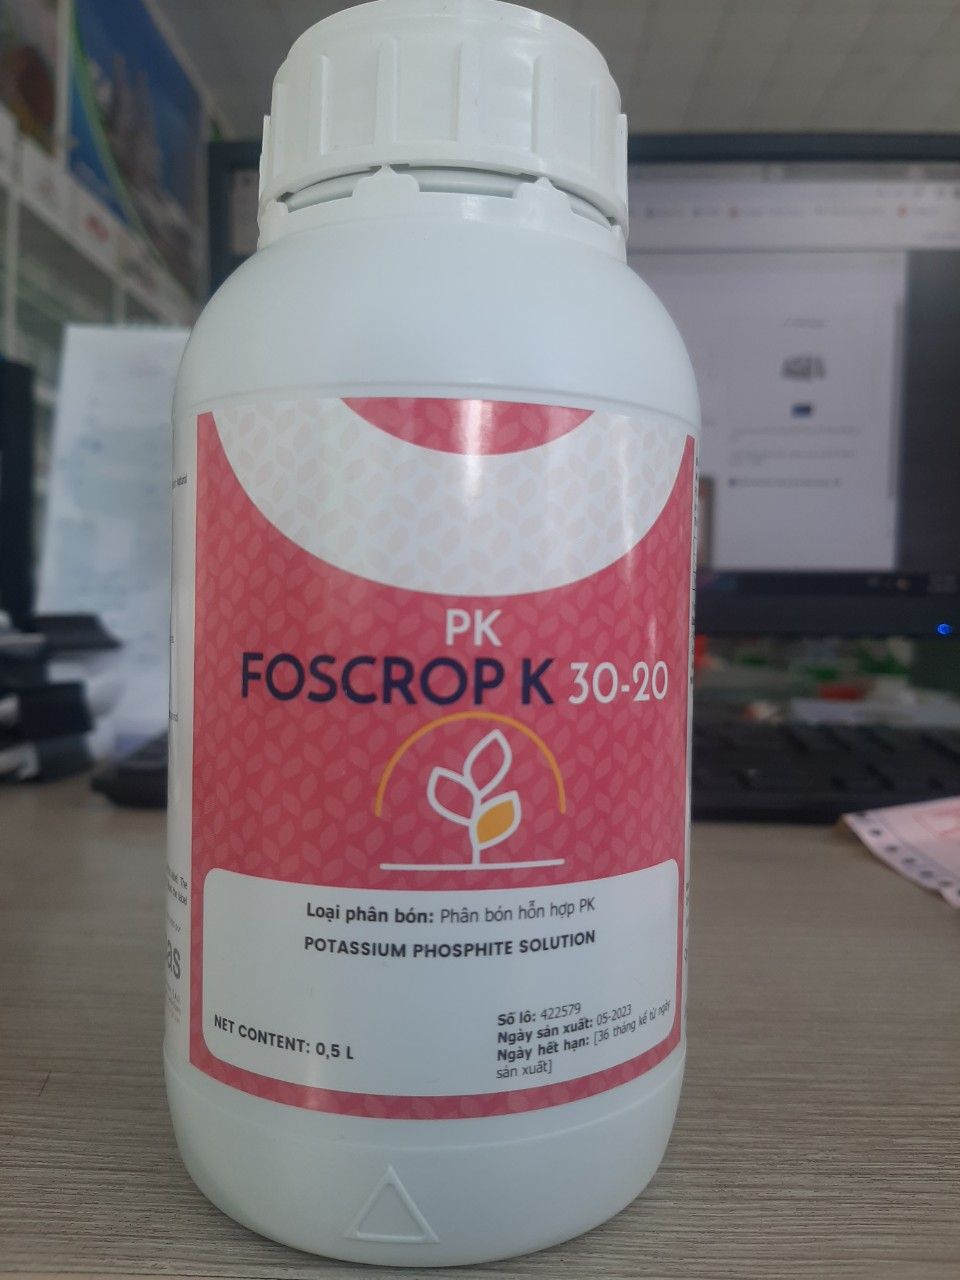 PK
FOSCROP K 30-20
Loại phân bón: Phân bón hỗn hợp PK
POTASSIUM PHOSPHITE SOLUTION
NET CONTENT: 0,5 L
Số lô: 422579
Ngày sản xuất: 05-2023
Ngày hết hạn: [36 tháng kể từ ngày
sản xuất]